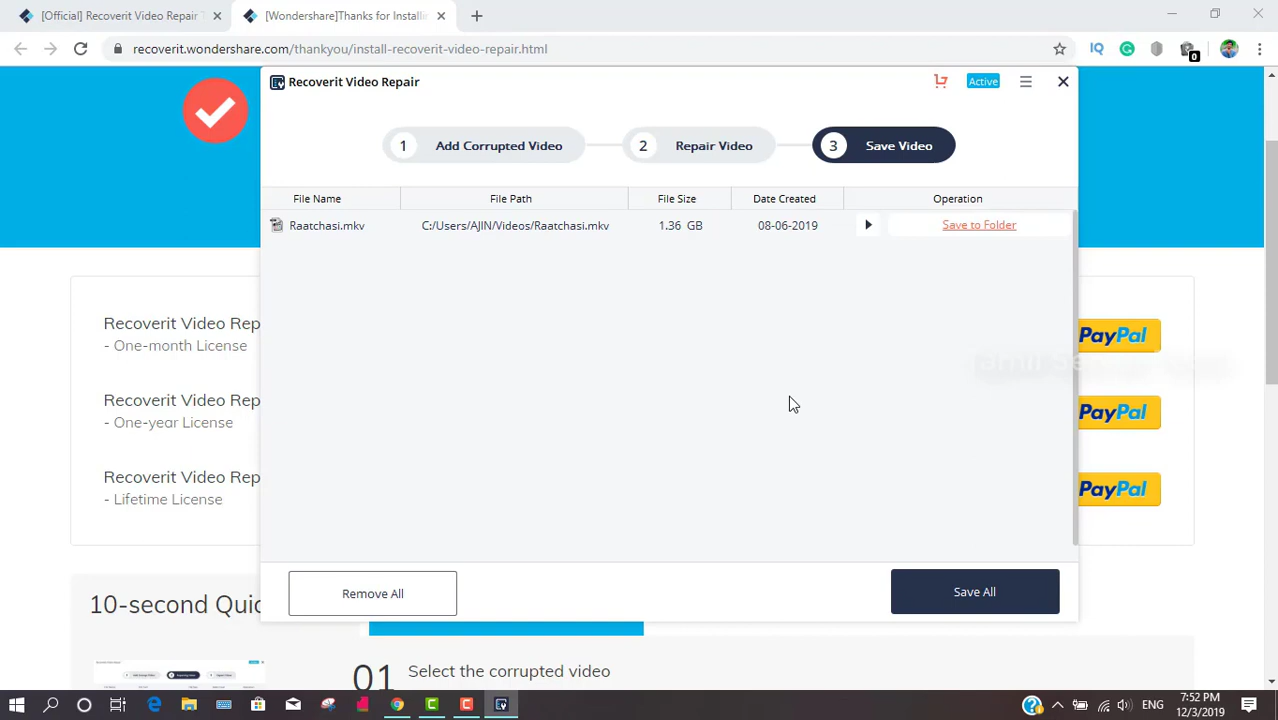 [Official] Recoverit Video Repair T
[Wondershare]Thanks for Installin
recoverit.wondershare.com/thankyou/install-recoverit-video-repair.html
0
Recoverit Video Repair
Active
1 Add Corrupted Video
2 Repair Video
3 Save Video
File Name File Path File Size Date Created Operation
Raatchasi.mkv C:/Users/AJIN/Videos/Raatchasi.mkv 1.36 GB 08-06-2019 Save to Folder
Recoverit Video Rep
- One-month License
PayPal
Recoverit Video Rep
- One-year License
PayPal
Recoverit Video Rep
- Lifetime License
PayPal
Remove All
Save All
10-second Quic
01 Select the corrupted video
ENG
7:52 PM
12/3/2019